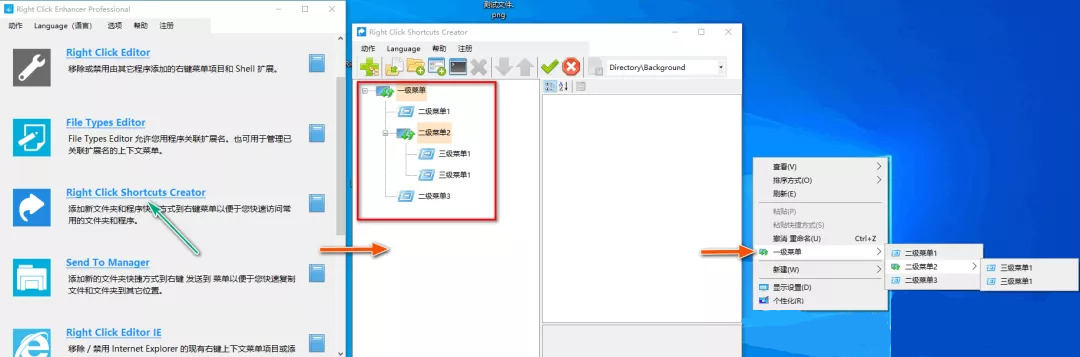 Right Click Enhancer Professional
动作 Language（语言） 选项 帮助 注册
Right Click Editor
移除或禁用由其它程序添加的右键菜单项目和 Shell 扩展。
File Types Editor
File Types Editor 允许您用程序关联扩展名。也可用于管理已
关联扩展名的上下文菜单。
Right Click Shortcuts Creator
添加新文件夹和程序快捷方式到右键菜单以便于您快速访问常
用的文件夹和程序。
Send To Manager
添加新的文件夹快捷方式到右键 发送到 菜单以便于您快速复制
文件和文件夹到其它位置。
Right Click Editor IE
移除 / 禁用 Internet Explorer 的现有右键上下文菜单项目或添
测试文件.
png
Right Click Shortcuts Creator
动作 Language 帮助 注册
Directory\Background
一级菜单
二级菜单1
二级菜单2
三级菜单1
三级菜单1
二级菜单3
查看(V)
排序方式(O)
刷新(E)
粘贴(P)
粘贴快捷方式(S)
撤消 重命名(U) Ctrl+Z
一级菜单
新建(W)
显示设置(D)
个性化(R)
二级菜单1
二级菜单2
二级菜单3
三级菜单1
三级菜单1